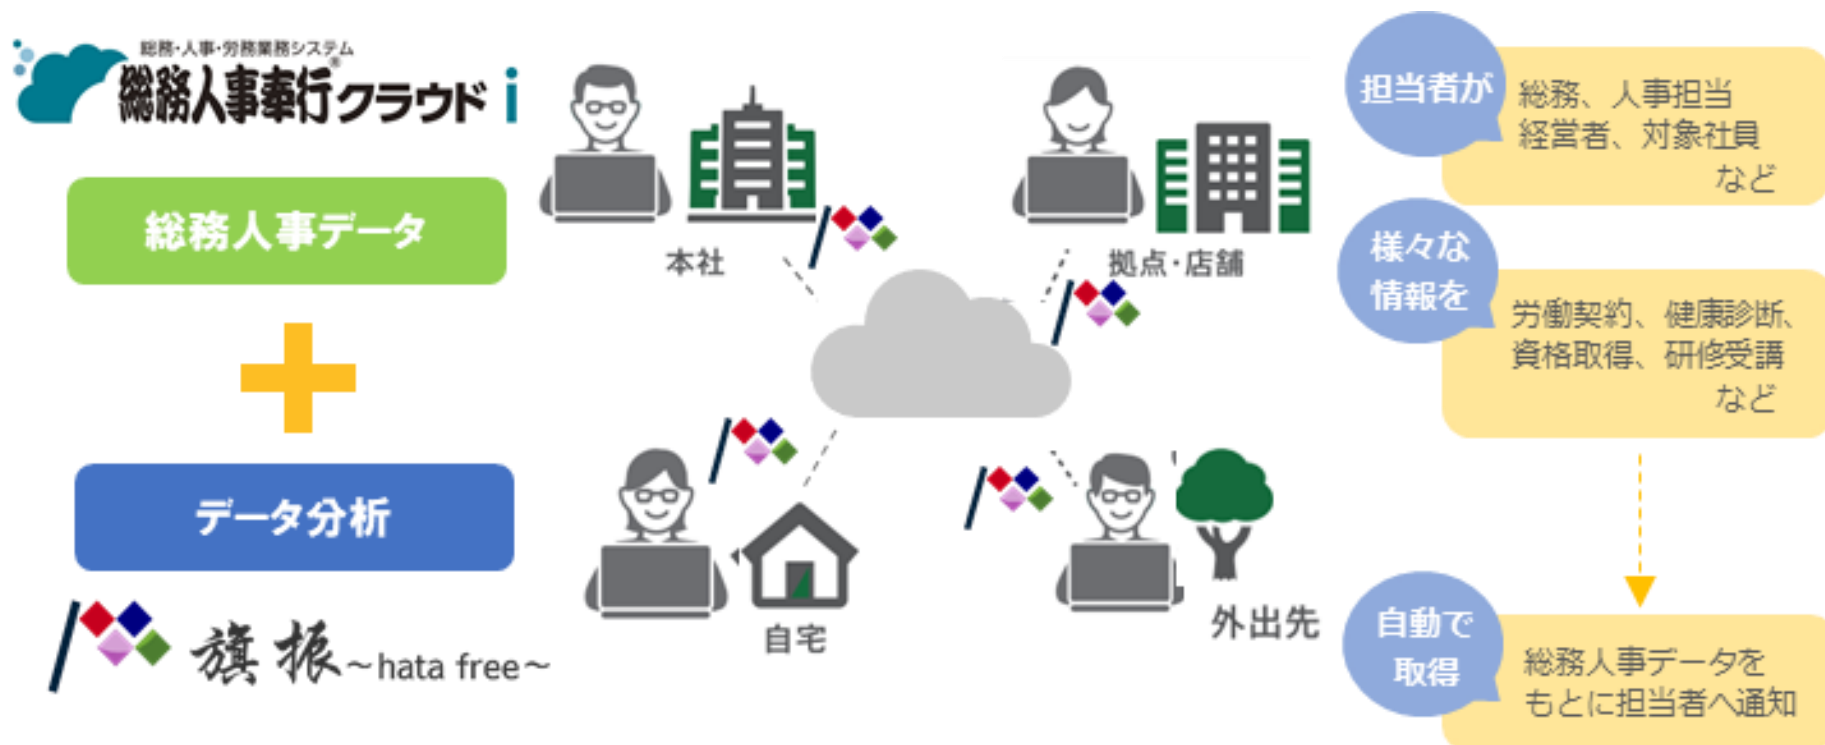 総務・人事・労務業務システム
総務人事奉行®クラウド i
総務人事データ
データ分析
旗振～hata free～
本社
拠点・店舗
自宅
外出先
担当者が
総務、人事担当
経営者、対象社員
など
様々な
情報を
労働契約、健康診断、
資格取得、研修受講
など
自動で
取得
総務人事データを
もとに担当者へ通知